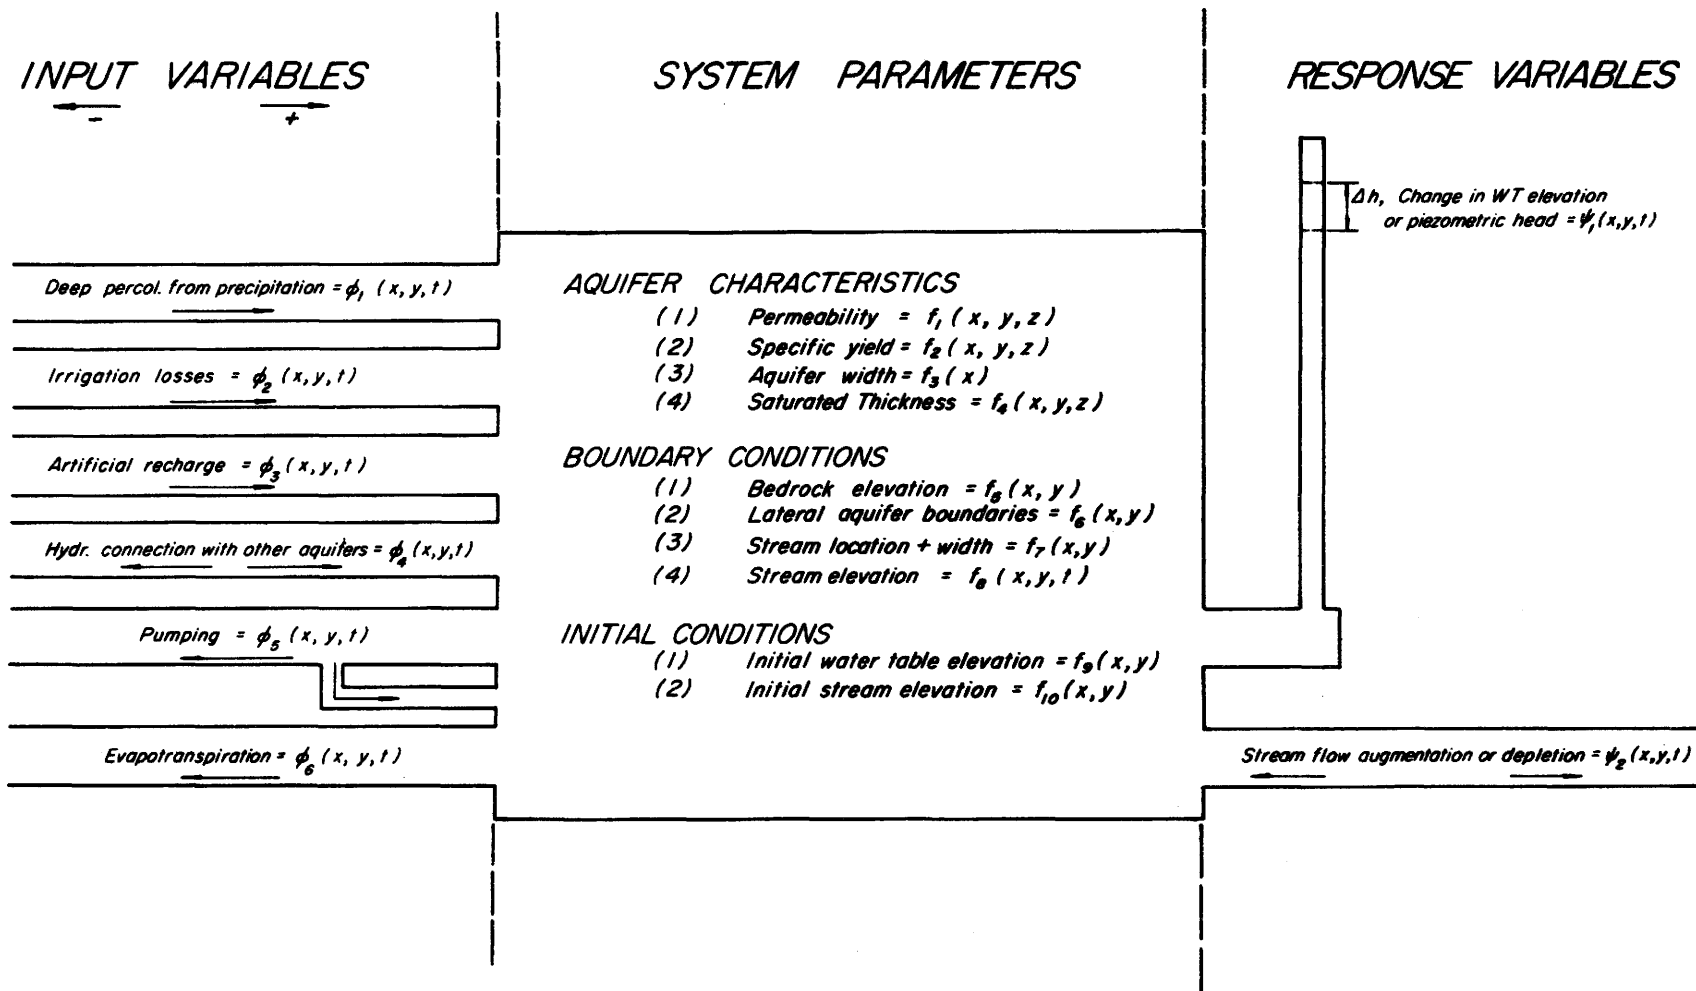 INPUT VARIABLES
- +
Deep percol. from precipitation = ϕ₁ (x, y, t)
Irrigation losses = ϕ₂ (x, y, t)
Artificial recharge = ϕ₃ (x, y, t)
Hydr. connection with other aquifers = ϕ₄ (x, y, t)
Pumping = ϕ₅ (x, y, t)
Evapotranspiration = ϕ₆ (x, y, t)
SYSTEM PARAMETERS
AQUIFER CHARACTERISTICS
(1) Permeability = f₁ (x, y, z)
(2) Specific yield = f₂ (x, y, z)
(3) Aquifer width = f₃ (x)
(4) Saturated Thickness = f₄ (x, y, z)
BOUNDARY CONDITIONS
(1) Bedrock elevation = f₅ (x, y)
(2) Lateral aquifer boundaries = f₆ (x, y)
(3) Stream location + width = f₇ (x, y)
(4) Stream elevation = f₈ (x, y, t)
INITIAL CONDITIONS
(1) Initial water table elevation = f₉ (x, y)
(2) Initial stream elevation = f₁₀ (x, y)
RESPONSE VARIABLES
Δh, Change in WT elevation
or piezometric head = ψ₁ (x, y, t)
Stream flow augmentation or depletion = ψ₂ (x, y, t)